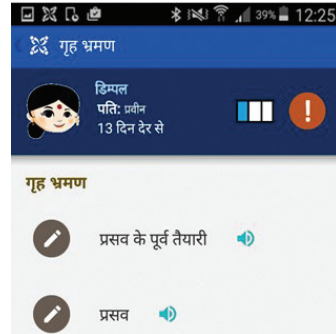 39% 12:25
गृह भ्रमण
डिम्पल
पति: प्रवीन
13 दिन देर से
!
गृह भ्रमण
प्रसव के पूर्व तैयारी
प्रसव